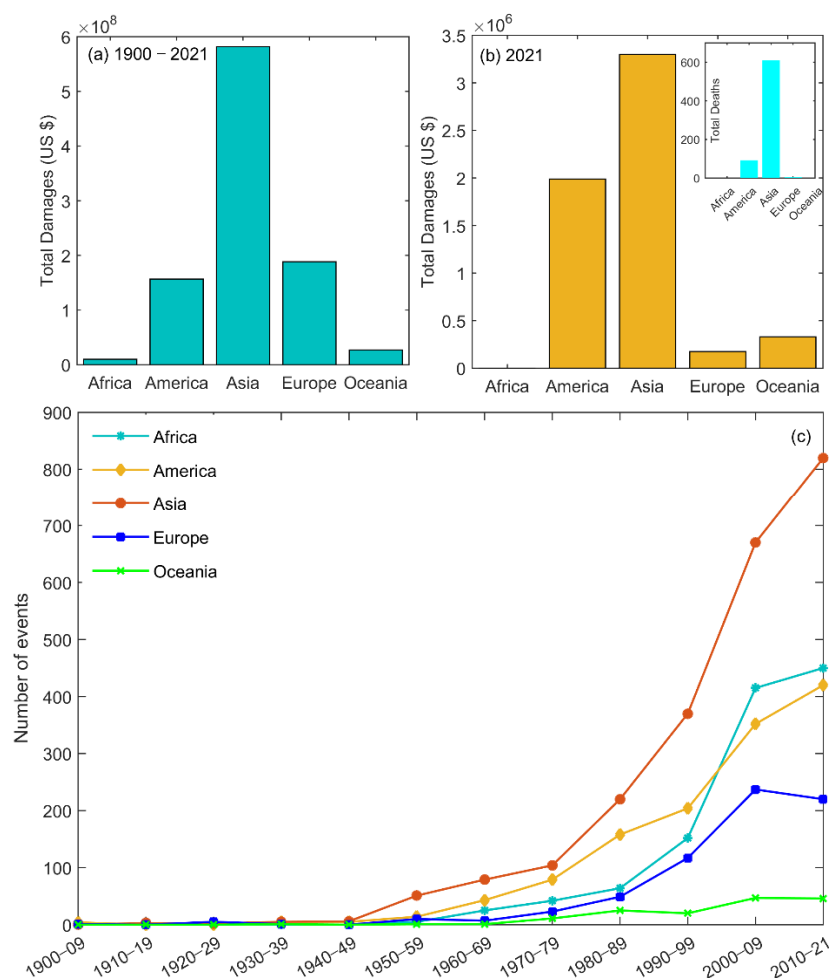 ×10⁸
(a) 1900 – 2021
Total Damages (US $)
6
5
4
3
2
1
0
Africa America Asia Europe Oceania
×10⁶
(b) 2021
Total Damages (US $)
3.5
3
2.5
2
1.5
1
0.5
0
Africa America Asia Europe Oceania
Total Deaths
600
400
200
0
Africa
America
Asia
Europe
Oceania
(c)
Africa
America
Asia
Europe
Oceania
Number of events
900
800
700
600
500
400
300
200
100
0
1900–09
1910–19
1920–29
1930–39
1940–49
1950–59
1960–69
1970–79
1980–89
1990–99
2000–09
2010–21